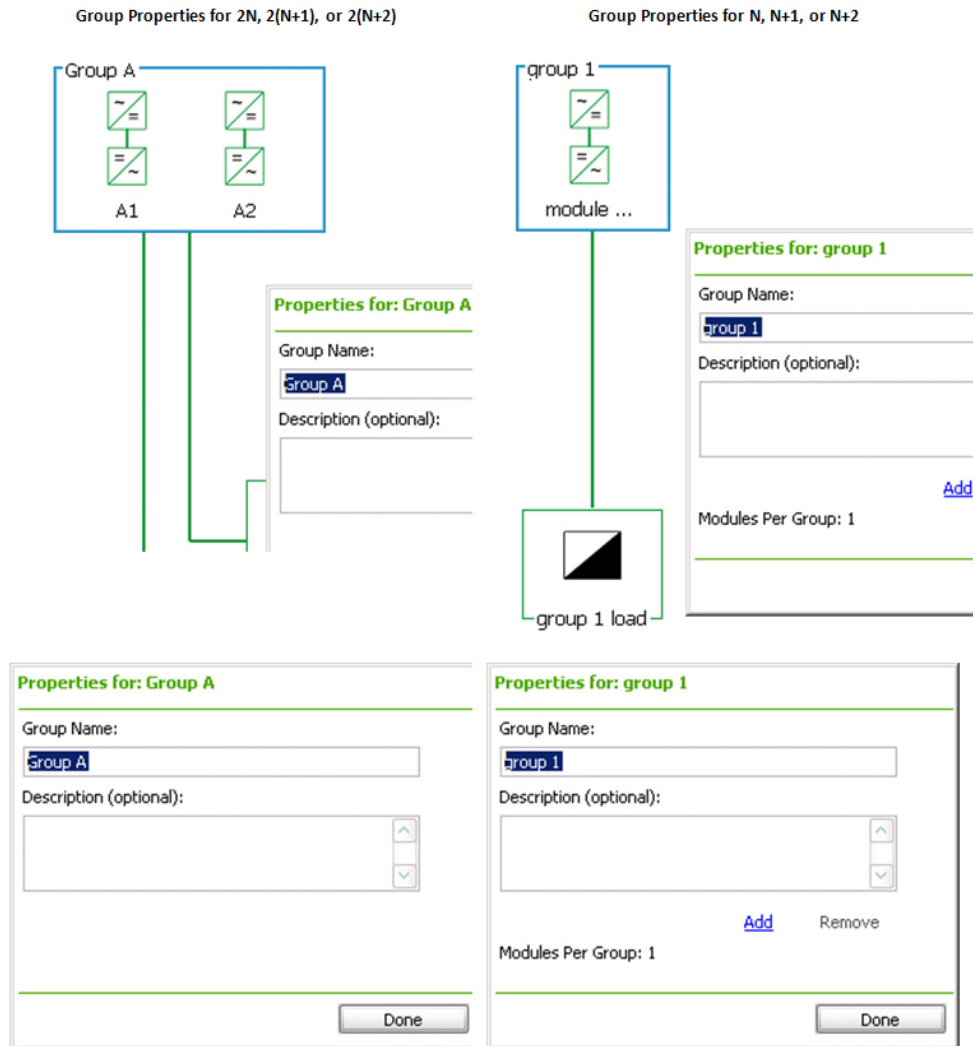 Group Properties for 2N, 2(N+1), or 2(N+2)
Group A
~
=
~
=
=
~
=
~
A1 A2
Properties for: Group A
Group Name:
Group A
Description (optional):
Group Properties for N, N+1, or N+2
group 1
~
=
=
~
module ...
Properties for: group 1
Group Name:
group 1
Description (optional):
Add
Modules Per Group: 1
group 1 load
Properties for: Group A
Group Name:
Group A
Description (optional):
Done
Properties for: group 1
Group Name:
group 1
Description (optional):
Add Remove
Modules Per Group: 1
Done